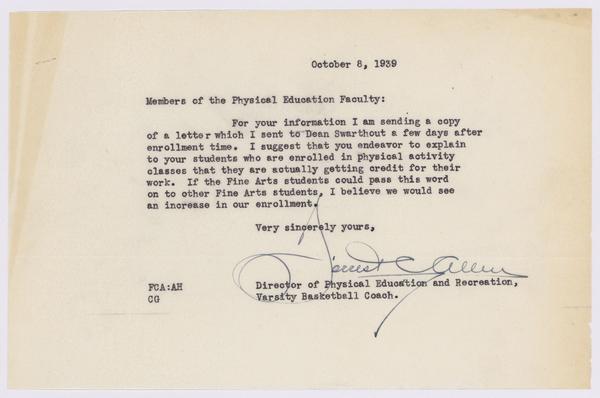 October 8, 1939
Members of the Physical Education Faculty:
For your information I am sending a copy
of a letter which I sent to Dean Swarthout a few days after
enrollment time. I suggest that you endeavor to explain
to your students who are enrolled in physical activity
classes that they are actually getting credit for their
work. If the Fine Arts students could pass this word
on to other Fine Arts students, I believe we would see
an increase in our enrollment.
Very sincerely yours,
Forrest C. Allen
FCA:AH
CG
Director of Physical Education and Recreation,
Varsity Basketball Coach.